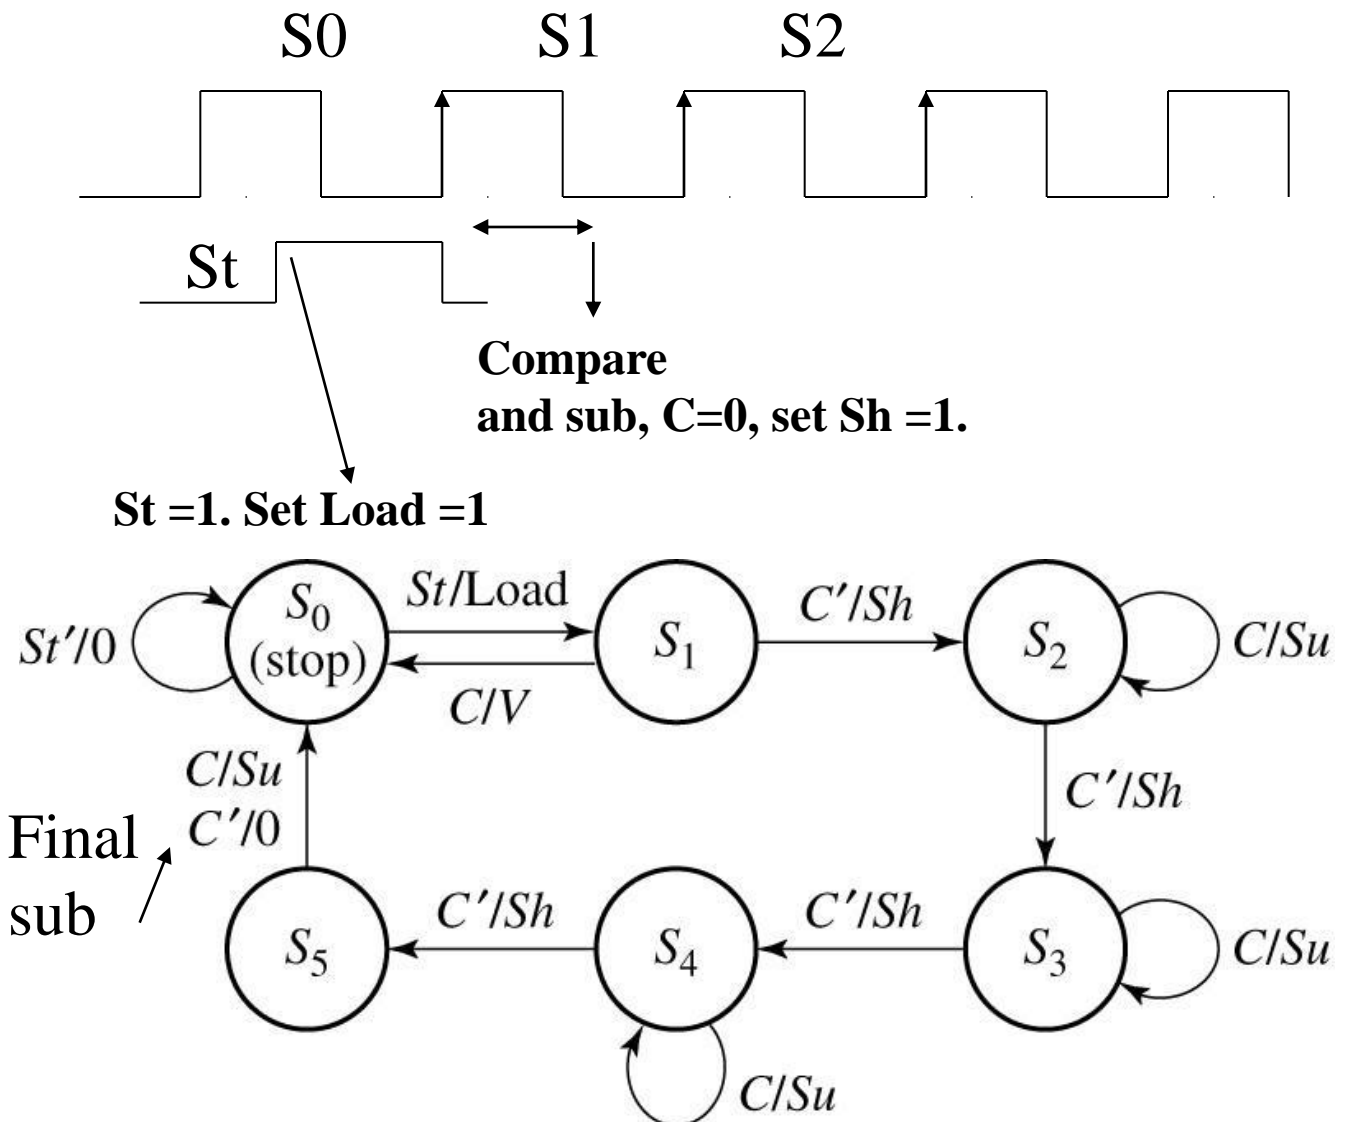 S0 S1 S2
St
Compare
and sub, C=0, set Sh =1.
St =1. Set Load =1
St′/0
S₀
(stop)
St/Load
C/V
S₁
C′/Sh
S₂
C/Su
C/Su
C′/0
C′/Sh
Final
sub
S₅
C′/Sh
S₄
C′/Sh
S₃
C/Su
C/Su